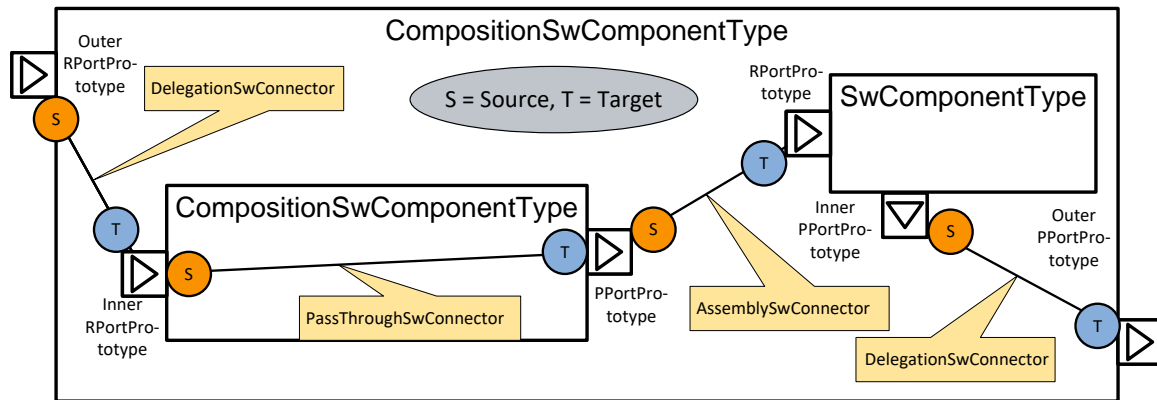 CompositionSwComponentType
Outer
RPortPro-
totype
DelegationSwConnector
S = Source, T = Target
RPortPro-
totype
SwComponentType
S
T
CompositionSwComponentType
T
S
T
S
Inner
RPortPro-
totype
PassThroughSwConnector
PPortPro-
totype
S
AssemblySwConnector
Inner
PPortPro-
totype
Outer
PPortPro-
totype
T
DelegationSwConnector